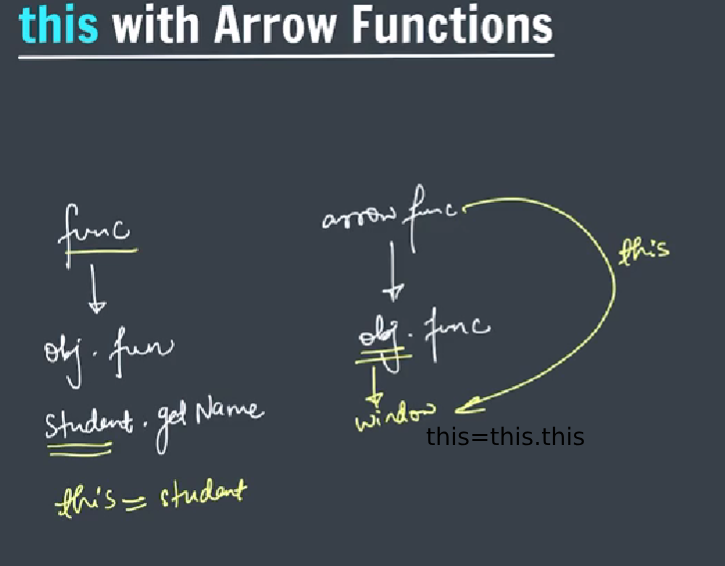 this with Arrow Functions
func
obj.fun
student.getName
this = student
arrow func
this
obj.func
window
this=this.this